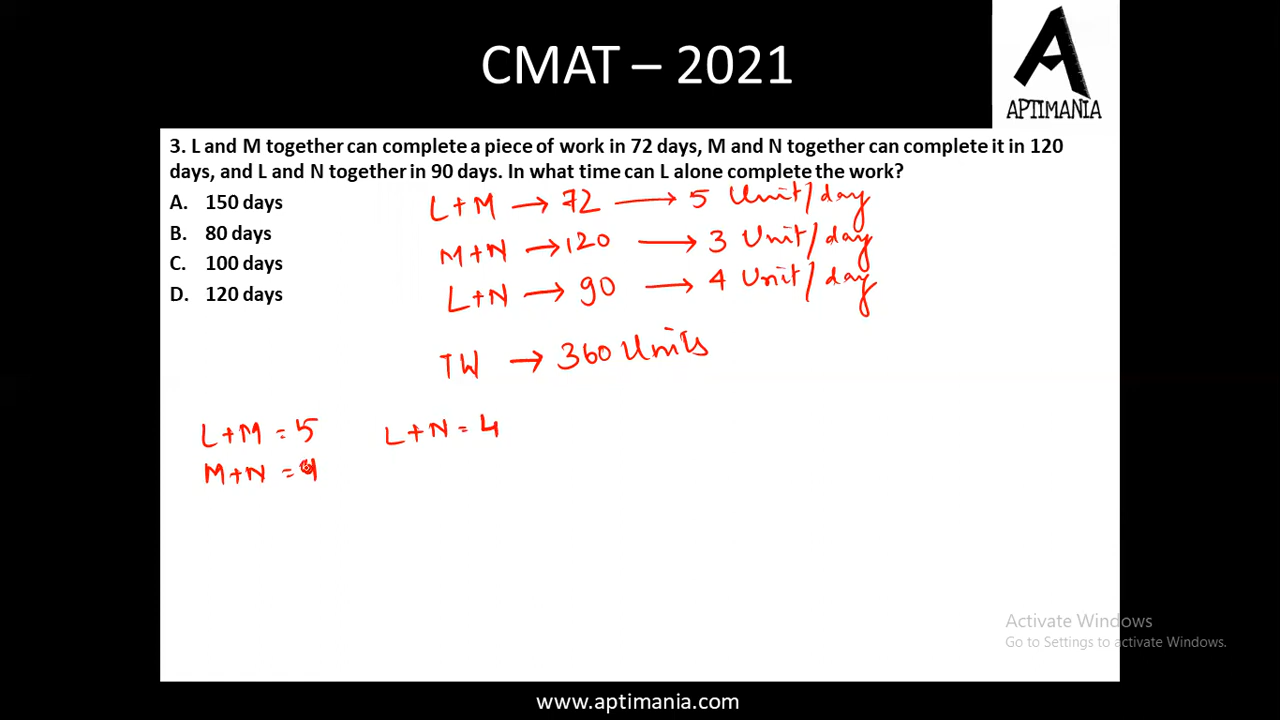 CMAT – 2021
A
APTIMANIA
3. L and M together can complete a piece of work in 72 days, M and N together can complete it in 120
days, and L and N together in 90 days. In what time can L alone complete the work?
A. 150 days
B. 80 days
C. 100 days
D. 120 days
L+M → 72 → 5 Unit/day
M+N → 120 → 3 Unit/day
L+N → 90 → 4 Unit/day
TW → 360 Units
L+M = 5 L+N = 4
M+N =
Activate Windows
Go to Settings to activate Windows.
www.aptimania.com